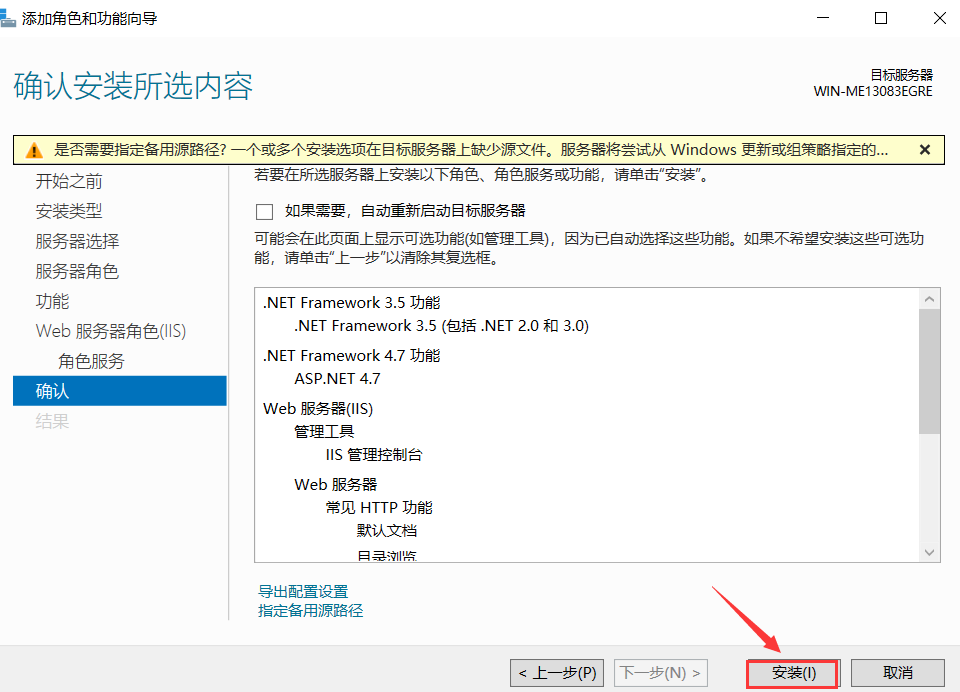 添加角色和功能向导
确认安装所选内容
目标服务器
WIN-ME13083EGRE
是否需要指定备用源路径? 一个或多个安装选项在目标服务器上缺少源文件。服务器将尝试从 Windows 更新或组策略指定的...
开始之前
安装类型
服务器选择
服务器角色
功能
Web 服务器角色(IIS)
角色服务
确认
结果
若要在所选服务器上安装以下角色、角色服务或功能，请单击“安装”。
如果需要，自动重新启动目标服务器
可能会在此页面上显示可选功能(如管理工具)，因为已自动选择这些功能。如果不希望安装这些可选功
能，请单击“上一步”以清除其复选框。
.NET Framework 3.5 功能
.NET Framework 3.5 (包括 .NET 2.0 和 3.0)
.NET Framework 4.7 功能
ASP.NET 4.7
Web 服务器(IIS)
管理工具
IIS 管理控制台
Web 服务器
常见 HTTP 功能
默认文档
目录浏览
导出配置设置
指定备用源路径
< 上一步(P)
下一步(N) >
安装(I)
取消